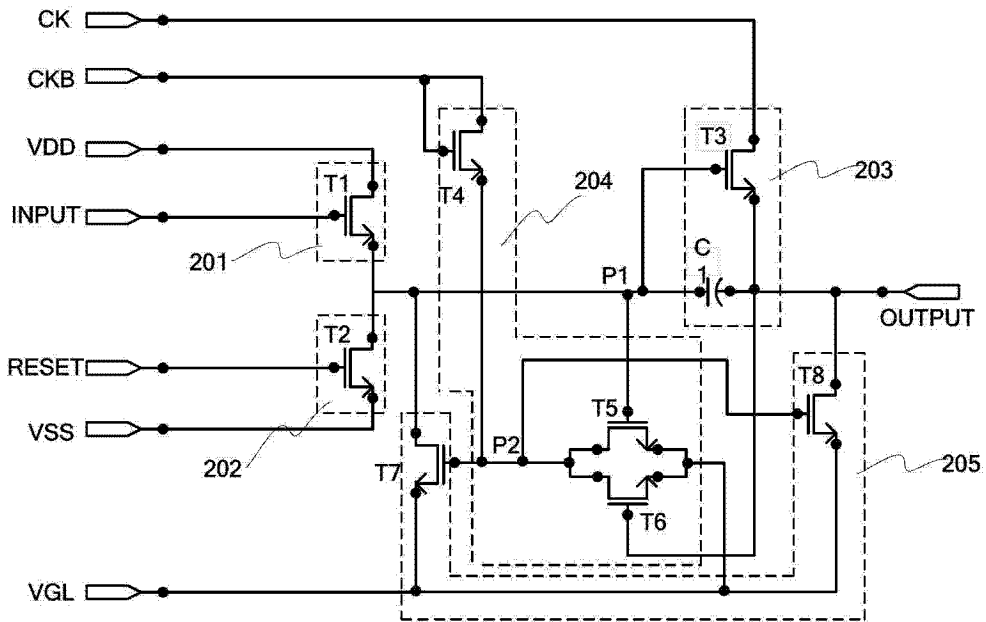 CK
CKB
VDD
INPUT
RESET
VSS
VGL
T1
201
T2
202
T4
204
T3
203
C
1
P1
OUTPUT
T8
205
T5
P2
T7
T6